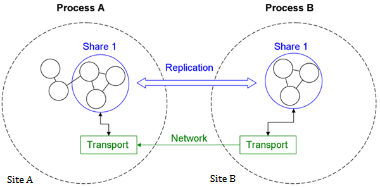 Process A
Process B
Share 1
Share 1
Replication
Network
Transport
Transport
Site A
Site B